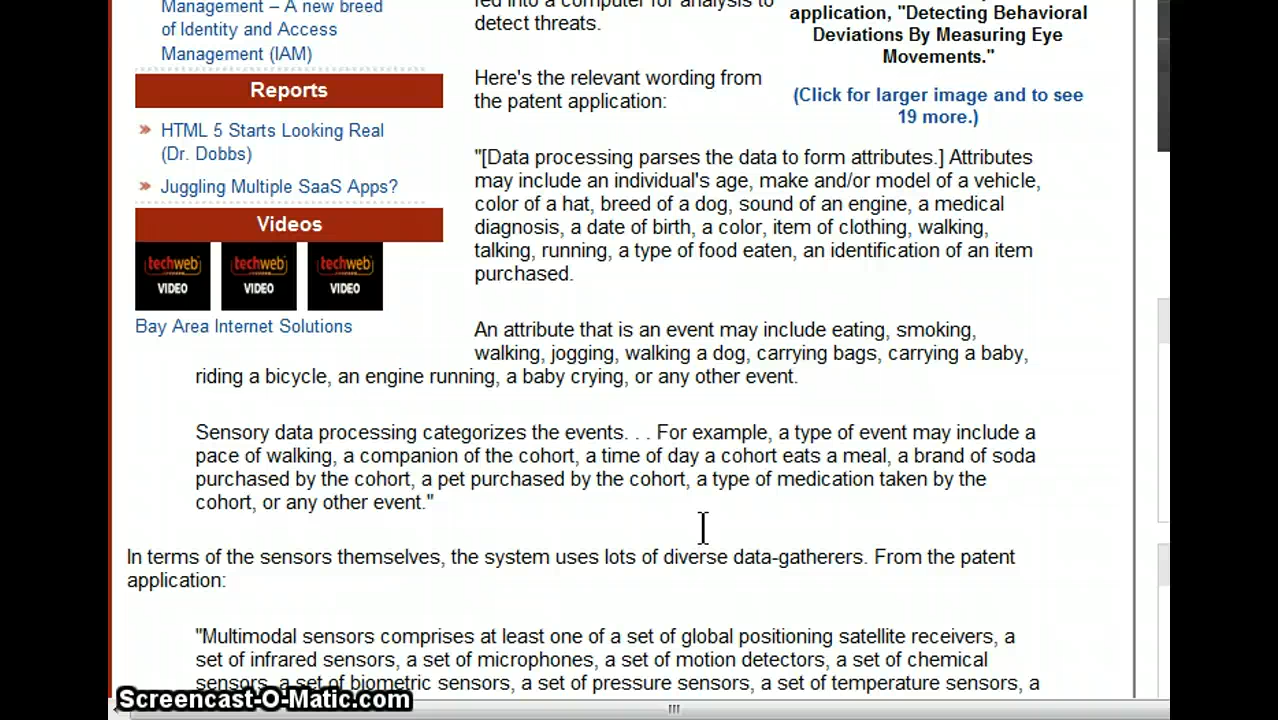 Management – A new breed
of Identity and Access
Management (IAM)
Reports
HTML 5 Starts Looking Real
(Dr. Dobbs)
Juggling Multiple SaaS Apps?
Videos
techweb techweb techweb
VIDEO VIDEO VIDEO
Bay Area Internet Solutions
fed into a computer for analysis to
detect threats.
application, "Detecting Behavioral
Deviations By Measuring Eye
Movements."
(Click for larger image and to see
19 more.)
Here's the relevant wording from
the patent application:
"[Data processing parses the data to form attributes.] Attributes
may include an individual's age, make and/or model of a vehicle,
color of a hat, breed of a dog, sound of an engine, a medical
diagnosis, a date of birth, a color, item of clothing, walking,
talking, running, a type of food eaten, an identification of an item
purchased.
An attribute that is an event may include eating, smoking,
walking, jogging, walking a dog, carrying bags, carrying a baby,
riding a bicycle, an engine running, a baby crying, or any other event.
Sensory data processing categorizes the events. . . For example, a type of event may include a
pace of walking, a companion of the cohort, a time of day a cohort eats a meal, a brand of soda
purchased by the cohort, a pet purchased by the cohort, a type of medication taken by the
cohort, or any other event."
In terms of the sensors themselves, the system uses lots of diverse data-gatherers. From the patent
application:
"Multimodal sensors comprises at least one of a set of global positioning satellite receivers, a
set of infrared sensors, a set of microphones, a set of motion detectors, a set of chemical
sensors, a set of biometric sensors, a set of pressure sensors, a set of temperature sensors, a
Screencast-O-Matic.com